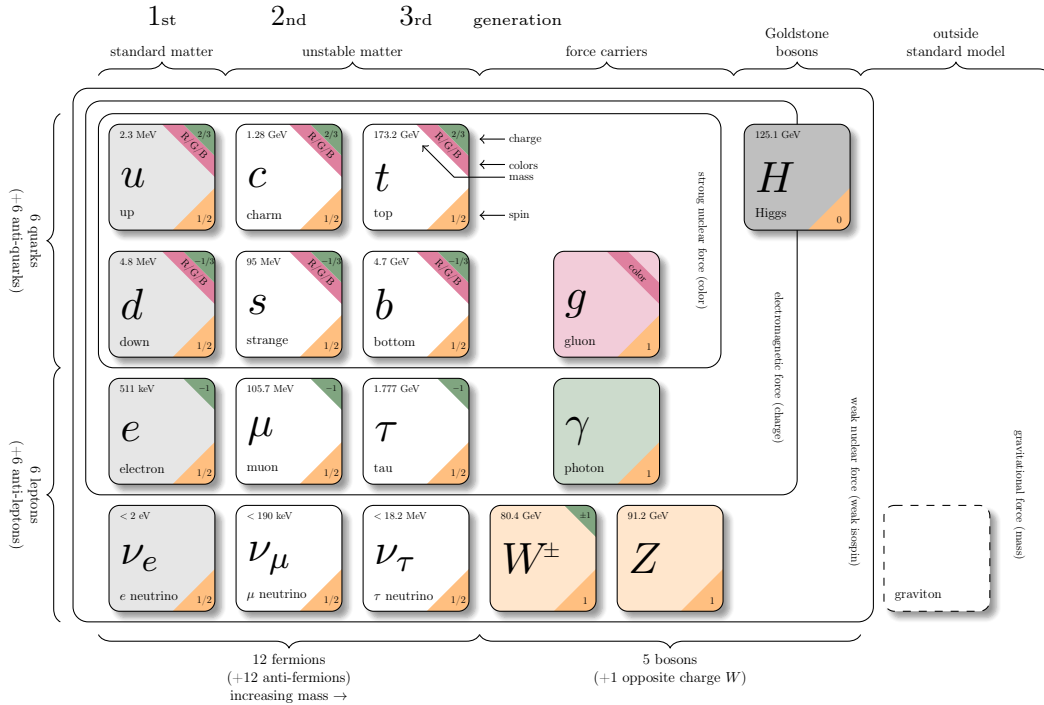 1st
2nd
3rd
generation
standard matter
unstable matter
force carriers
Goldstone
bosons
outside
standard model
6 quarks
(+6 anti-quarks)
6 leptons
(+6 anti-leptons)
2.3 MeV
2/3
R/G/B
u
up
1/2
1.28 GeV
2/3
R/G/B
c
charm
1/2
173.2 GeV
2/3
R/G/B
t
top
1/2
charge
colors
mass
spin
125.1 GeV
H
Higgs
0
4.8 MeV
−1/3
R/G/B
d
down
1/2
95 MeV
−1/3
R/G/B
s
strange
1/2
4.7 GeV
−1/3
R/G/B
b
bottom
1/2
color
g
gluon
1
strong nuclear force (color)
511 keV
−1
e
electron
1/2
105.7 MeV
−1
μ
muon
1/2
1.777 GeV
−1
τ
tau
1/2
γ
photon
1
electromagnetic force (charge)
< 2 eV
νe
e neutrino
1/2
< 190 keV
νμ
μ neutrino
1/2
< 18.2 MeV
ντ
τ neutrino
1/2
80.4 GeV
±1
W±
1
91.2 GeV
Z
1
weak nuclear force (weak isospin)
graviton
gravitational force (mass)
12 fermions
(+12 anti-fermions)
increasing mass →
5 bosons
(+1 opposite charge W)